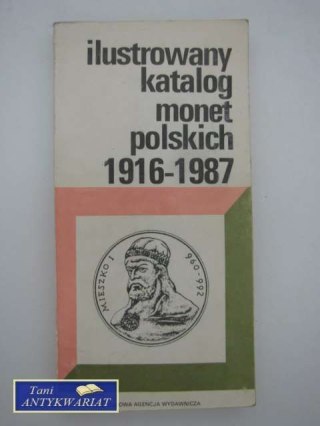 ilustrowany
katalog
monet
polskich
1916-1987
MIESZKO I 960-992
Tani
ANTYKWARIAT
AGENCJA WYDAWNICZA